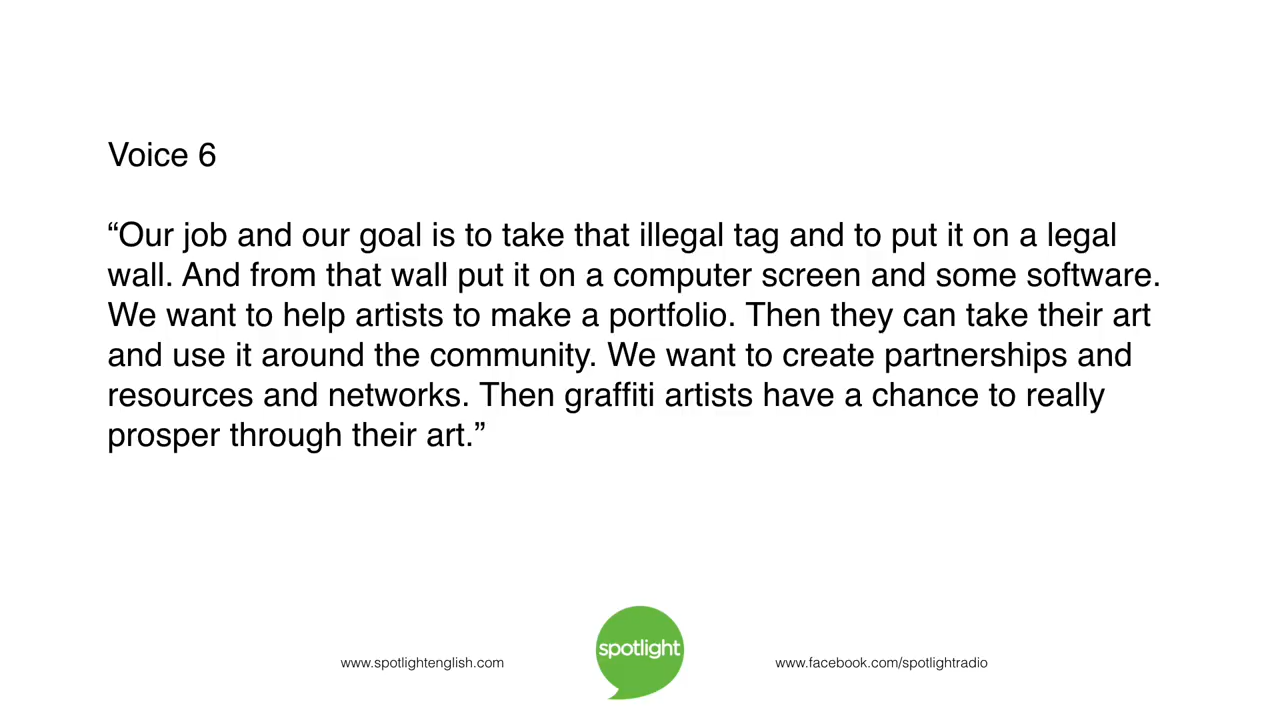 Voice 6
“Our job and our goal is to take that illegal tag and to put it on a legal
wall. And from that wall put it on a computer screen and some software.
We want to help artists to make a portfolio. Then they can take their art
and use it around the community. We want to create partnerships and
resources and networks. Then graffiti artists have a chance to really
prosper through their art.”
spotlight
www.spotlightenglish.com
www.facebook.com/spotlightradio